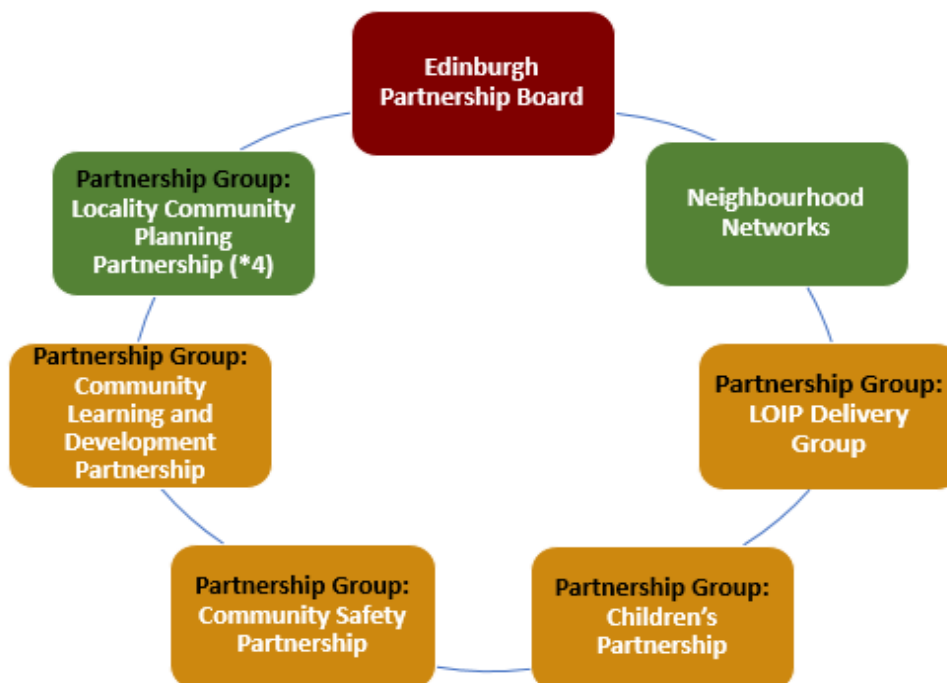 Edinburgh
Partnership Board
Neighbourhood
Networks
Partnership Group:
LOIP Delivery
Group
Partnership Group:
Children’s
Partnership
Partnership Group:
Community Safety
Partnership
Partnership Group:
Community
Learning and
Development
Partnership
Partnership Group:
Locality Community
Planning
Partnership (*4)